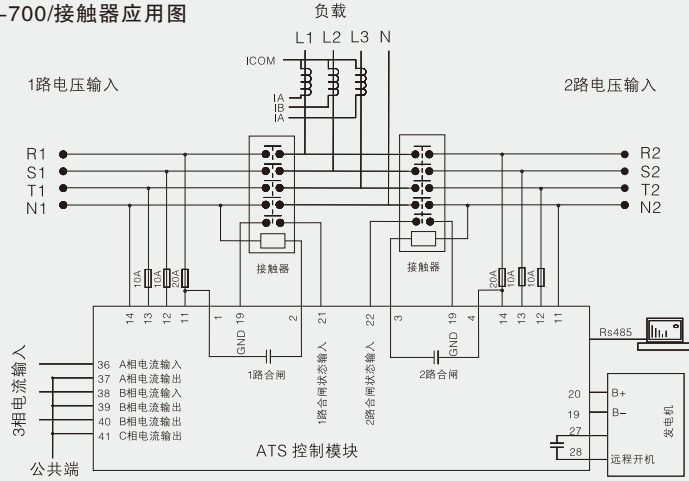 -700/接触器应用图
负载
L1 L2 L3 N
ICOM
1路电压输入
2路电压输入
IA
IB
IA
R1
R2
S1
S2
T1
T2
N1
N2
接触器
接触器
10A
10A
20A
20A
10A
10A
14 13 12 11 1 19 2 21 22 3 19 4 14 13 12 11
GND
GND
1路合闸
1路合闸状态输入
2路合闸状态输入
2路合闸
Rs485
3相电流输入
36 A相电流输入
37 A相电流输出
38 B相电流输入
39 B相电流输出
40 B相电流输入
41 C相电流输出
公共端
ATS 控制模块
20 B+
19 B-
27
28 远程开机
发电机